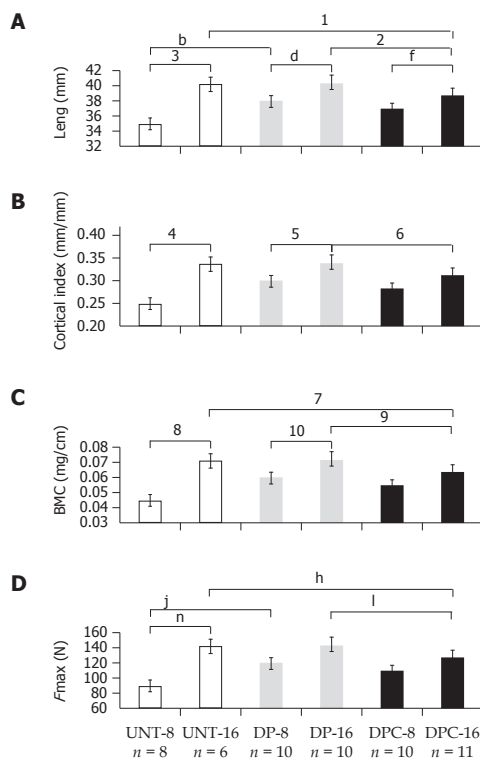 A
1
b 2
3 d f
Leng (mm)
42
40
38
36
34
32
B
4 5 6
Cortical index (mm/mm)
0.40
0.35
0.30
0.25
0.20
C
7
8 10 9
BMC (mg/cm)
0.08
0.07
0.06
0.05
0.04
0.03
D
h
j l
n
Fmax (N)
160
140
120
100
80
60
UNT-8 UNT-16 DP-8 DP-16 DPC-8 DPC-16
n = 8 n = 6 n = 10 n = 10 n = 10 n = 11